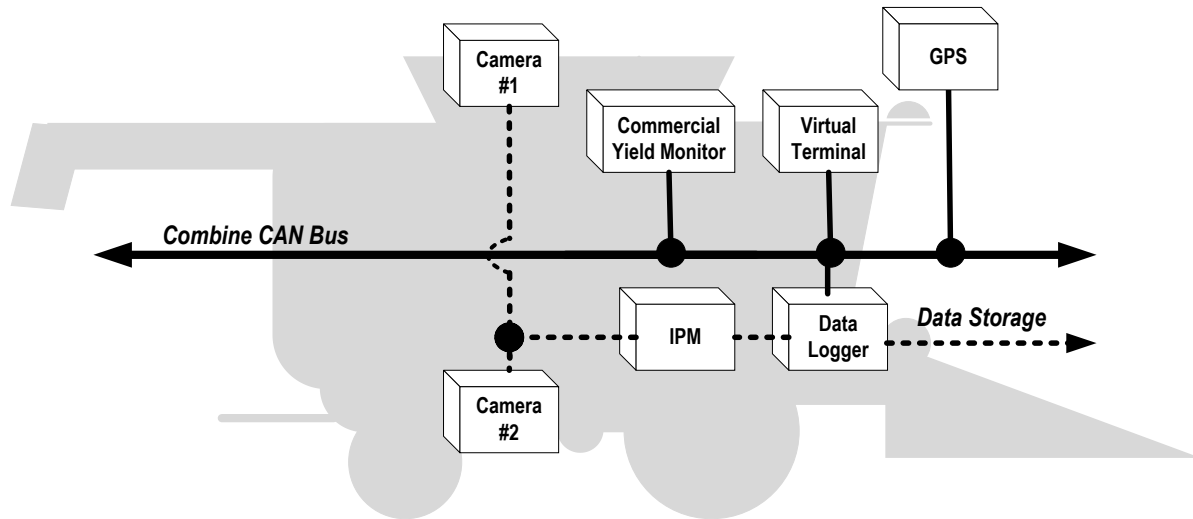 Camera
#1
GPS
Commercial
Yield Monitor
Virtual
Terminal
Combine CAN Bus
IPM
Data
Logger
Data Storage
Camera
#2